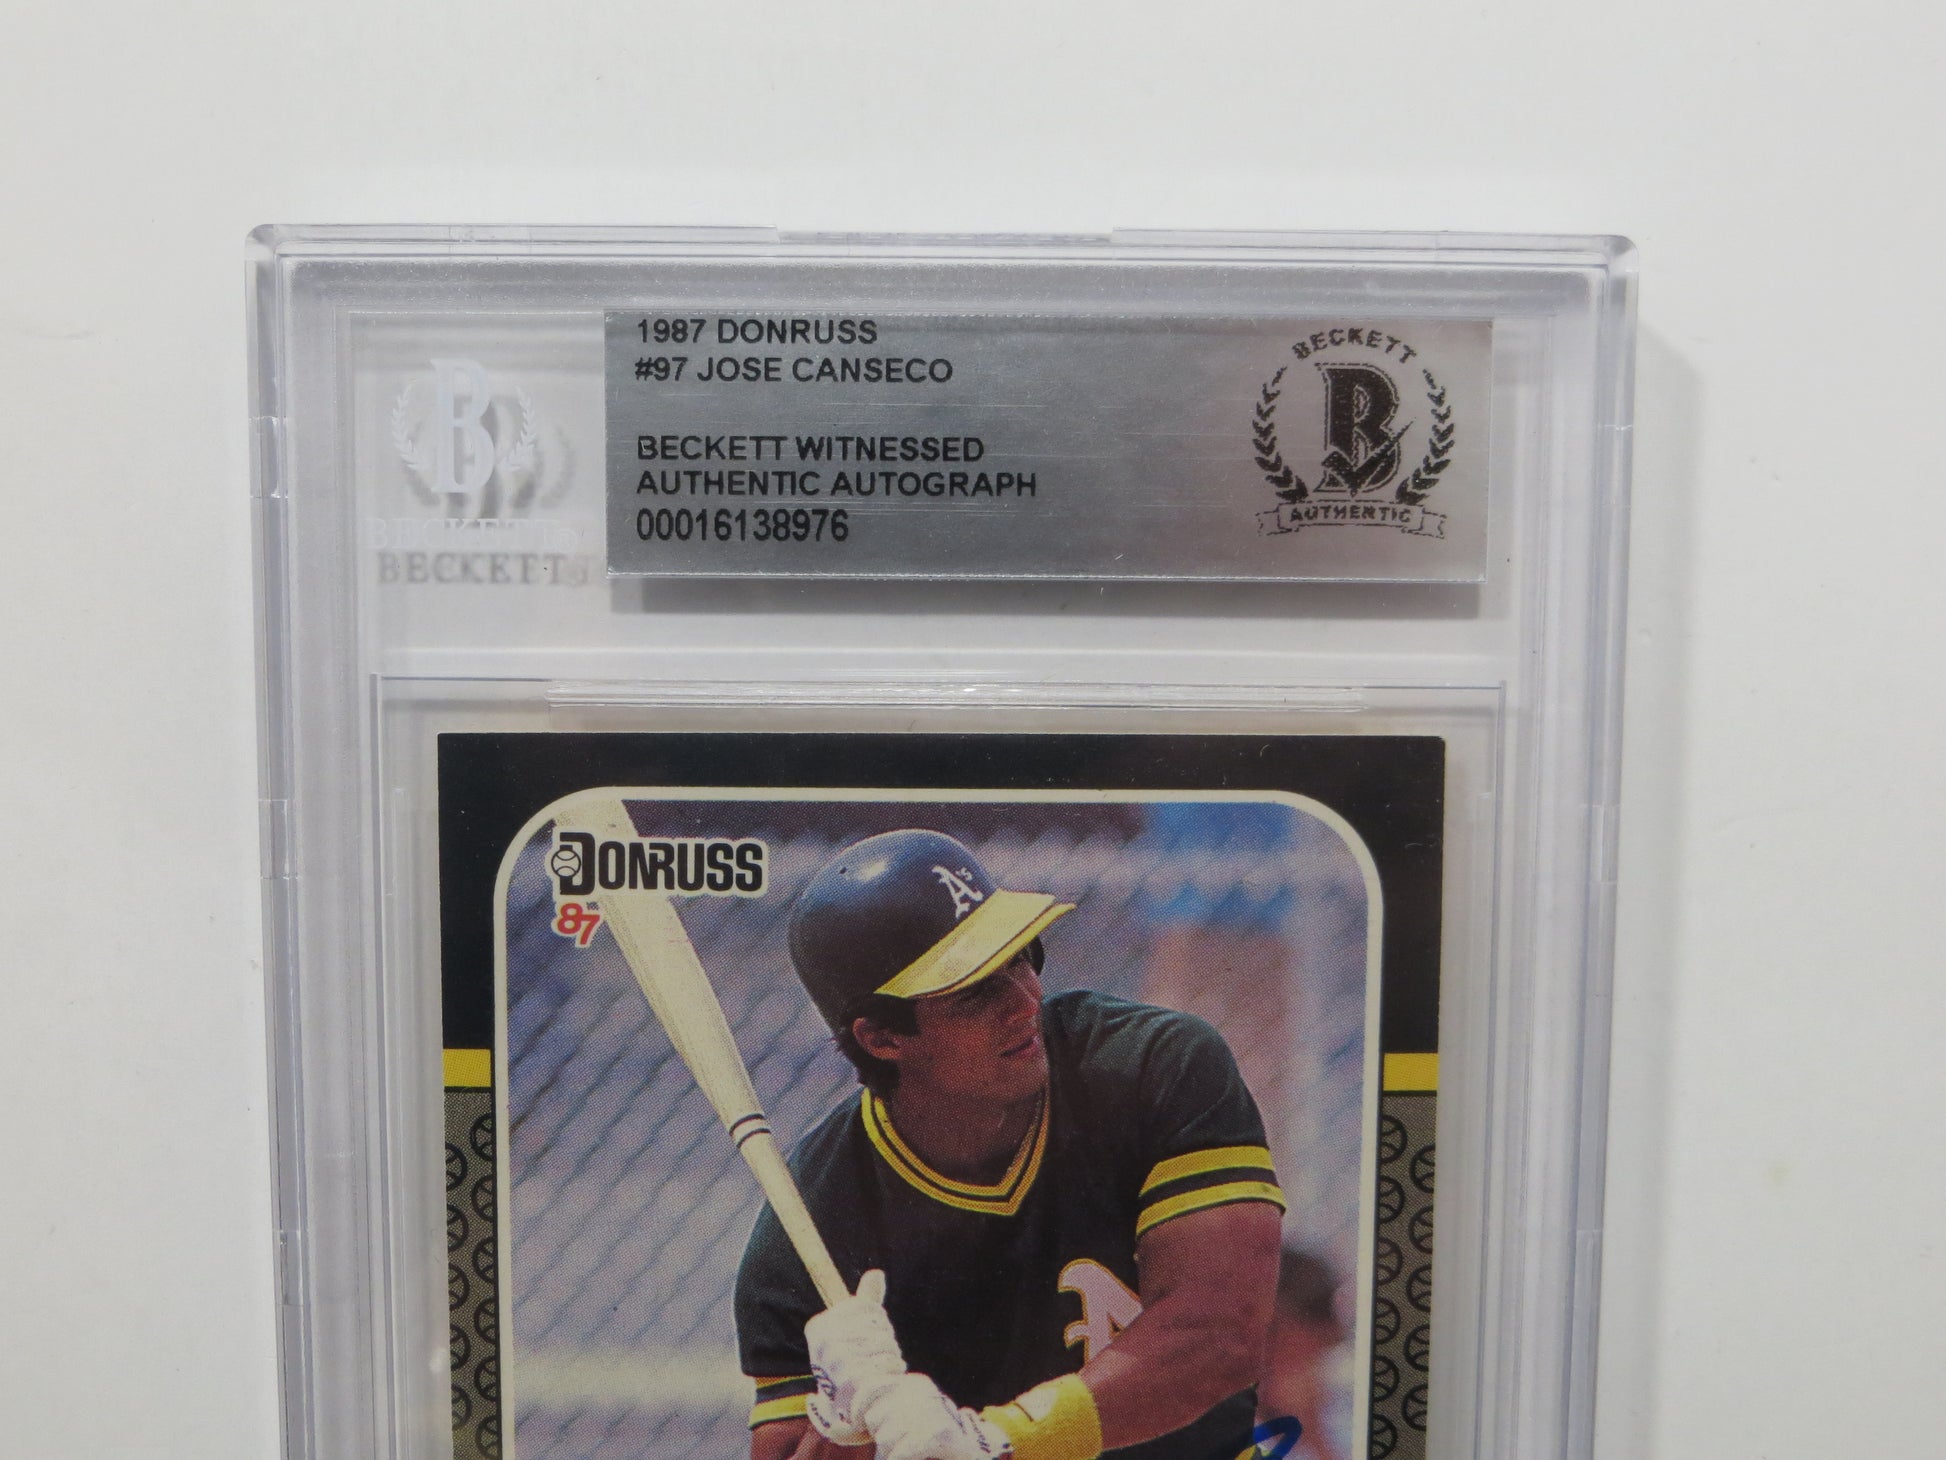 1987 DONRUSS
#97 JOSE CANSECO
BECKETT WITNESSED
AUTHENTIC AUTOGRAPH
00016138976
BECKETT
B
AUTHENTIC
B
BECKETT®
DONRUSS
87
A's
A